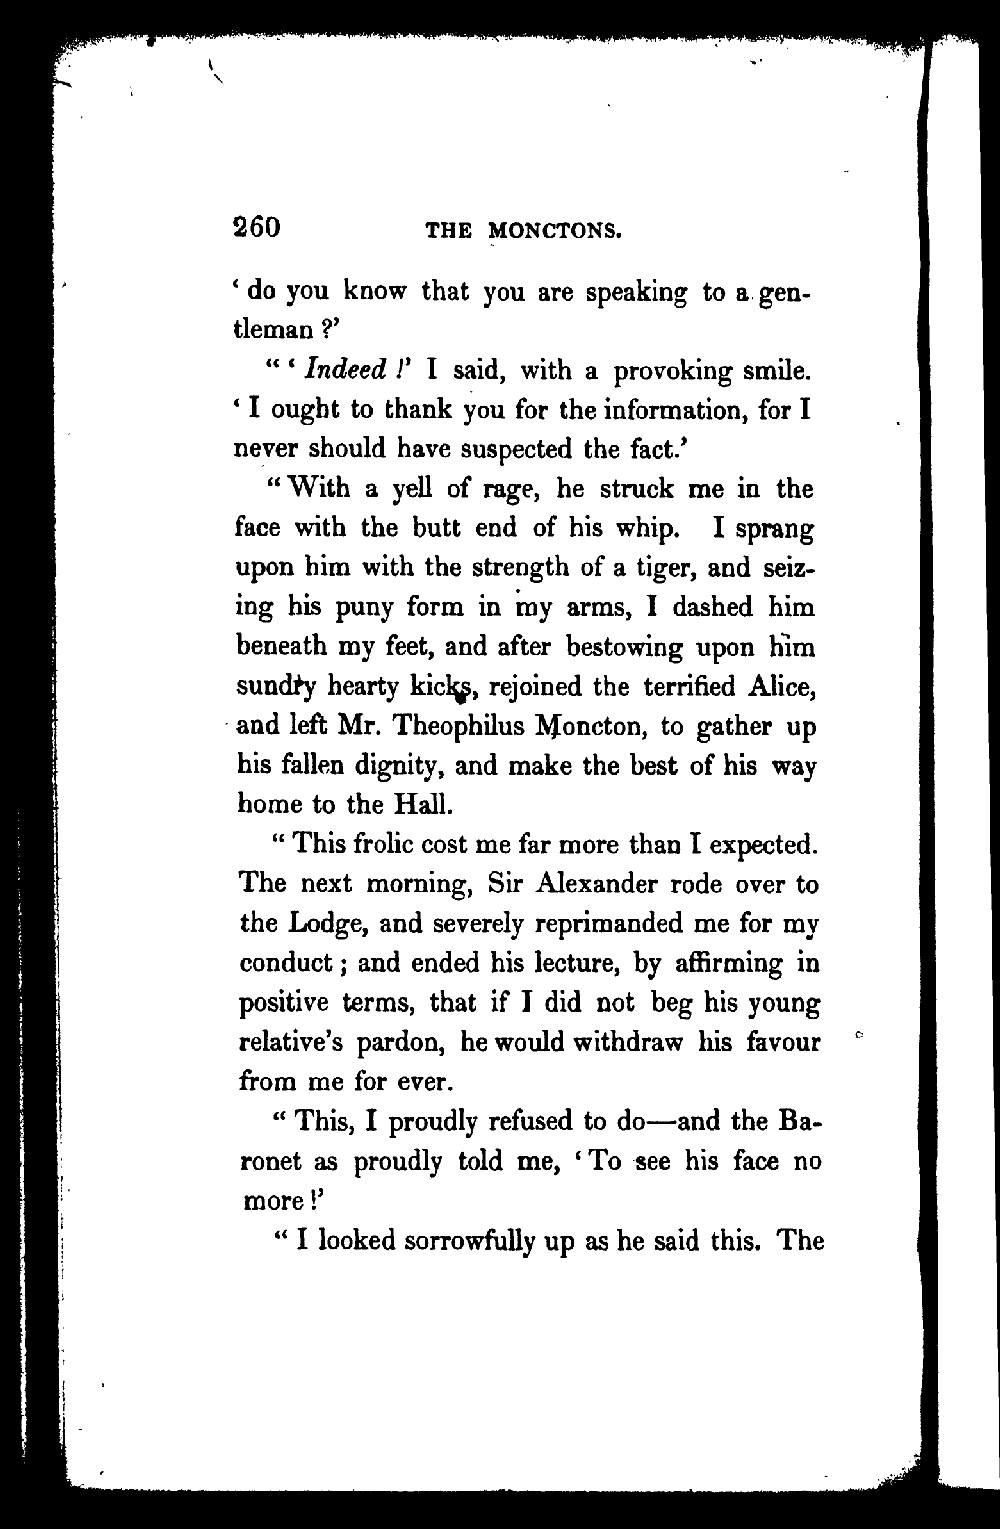 260 THE MONCTONS.
‘ do you know that you are speaking to a gen-
tleman ?’
“ ‘ Indeed !’ I said, with a provoking smile.
‘ I ought to thank you for the information, for I
never should have suspected the fact.’
“ With a yell of rage, he struck me in the
face with the butt end of his whip. I sprang
upon him with the strength of a tiger, and seiz-
ing his puny form in my arms, I dashed him
beneath my feet, and after bestowing upon him
sundry hearty kicks, rejoined the terrified Alice,
and left Mr. Theophilus Moncton, to gather up
his fallen dignity, and make the best of his way
home to the Hall.
“ This frolic cost me far more than I expected.
The next morning, Sir Alexander rode over to
the Lodge, and severely reprimanded me for my
conduct ; and ended his lecture, by affirming in
positive terms, that if I did not beg his young
relative’s pardon, he would withdraw his favour
from me for ever.
“ This, I proudly refused to do—and the Ba-
ronet as proudly told me, ‘ To see his face no
more !’
“ I looked sorrowfully up as he said this. The